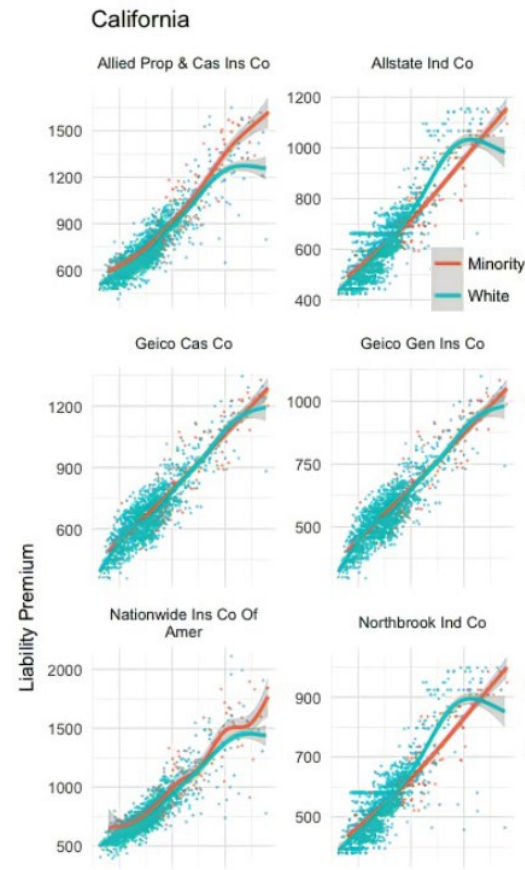 California
Allied Prop & Cas Ins Co
Allstate Ind Co
1500
1200
900
600
1200
1000
800
600
400
Minority
White
Geico Cas Co
Geico Gen Ins Co
1200
900
600
1000
750
500
Liability Premium
Nationwide Ins Co Of
Amer
Northbrook Ind Co
2000
1500
1000
500
900
700
500